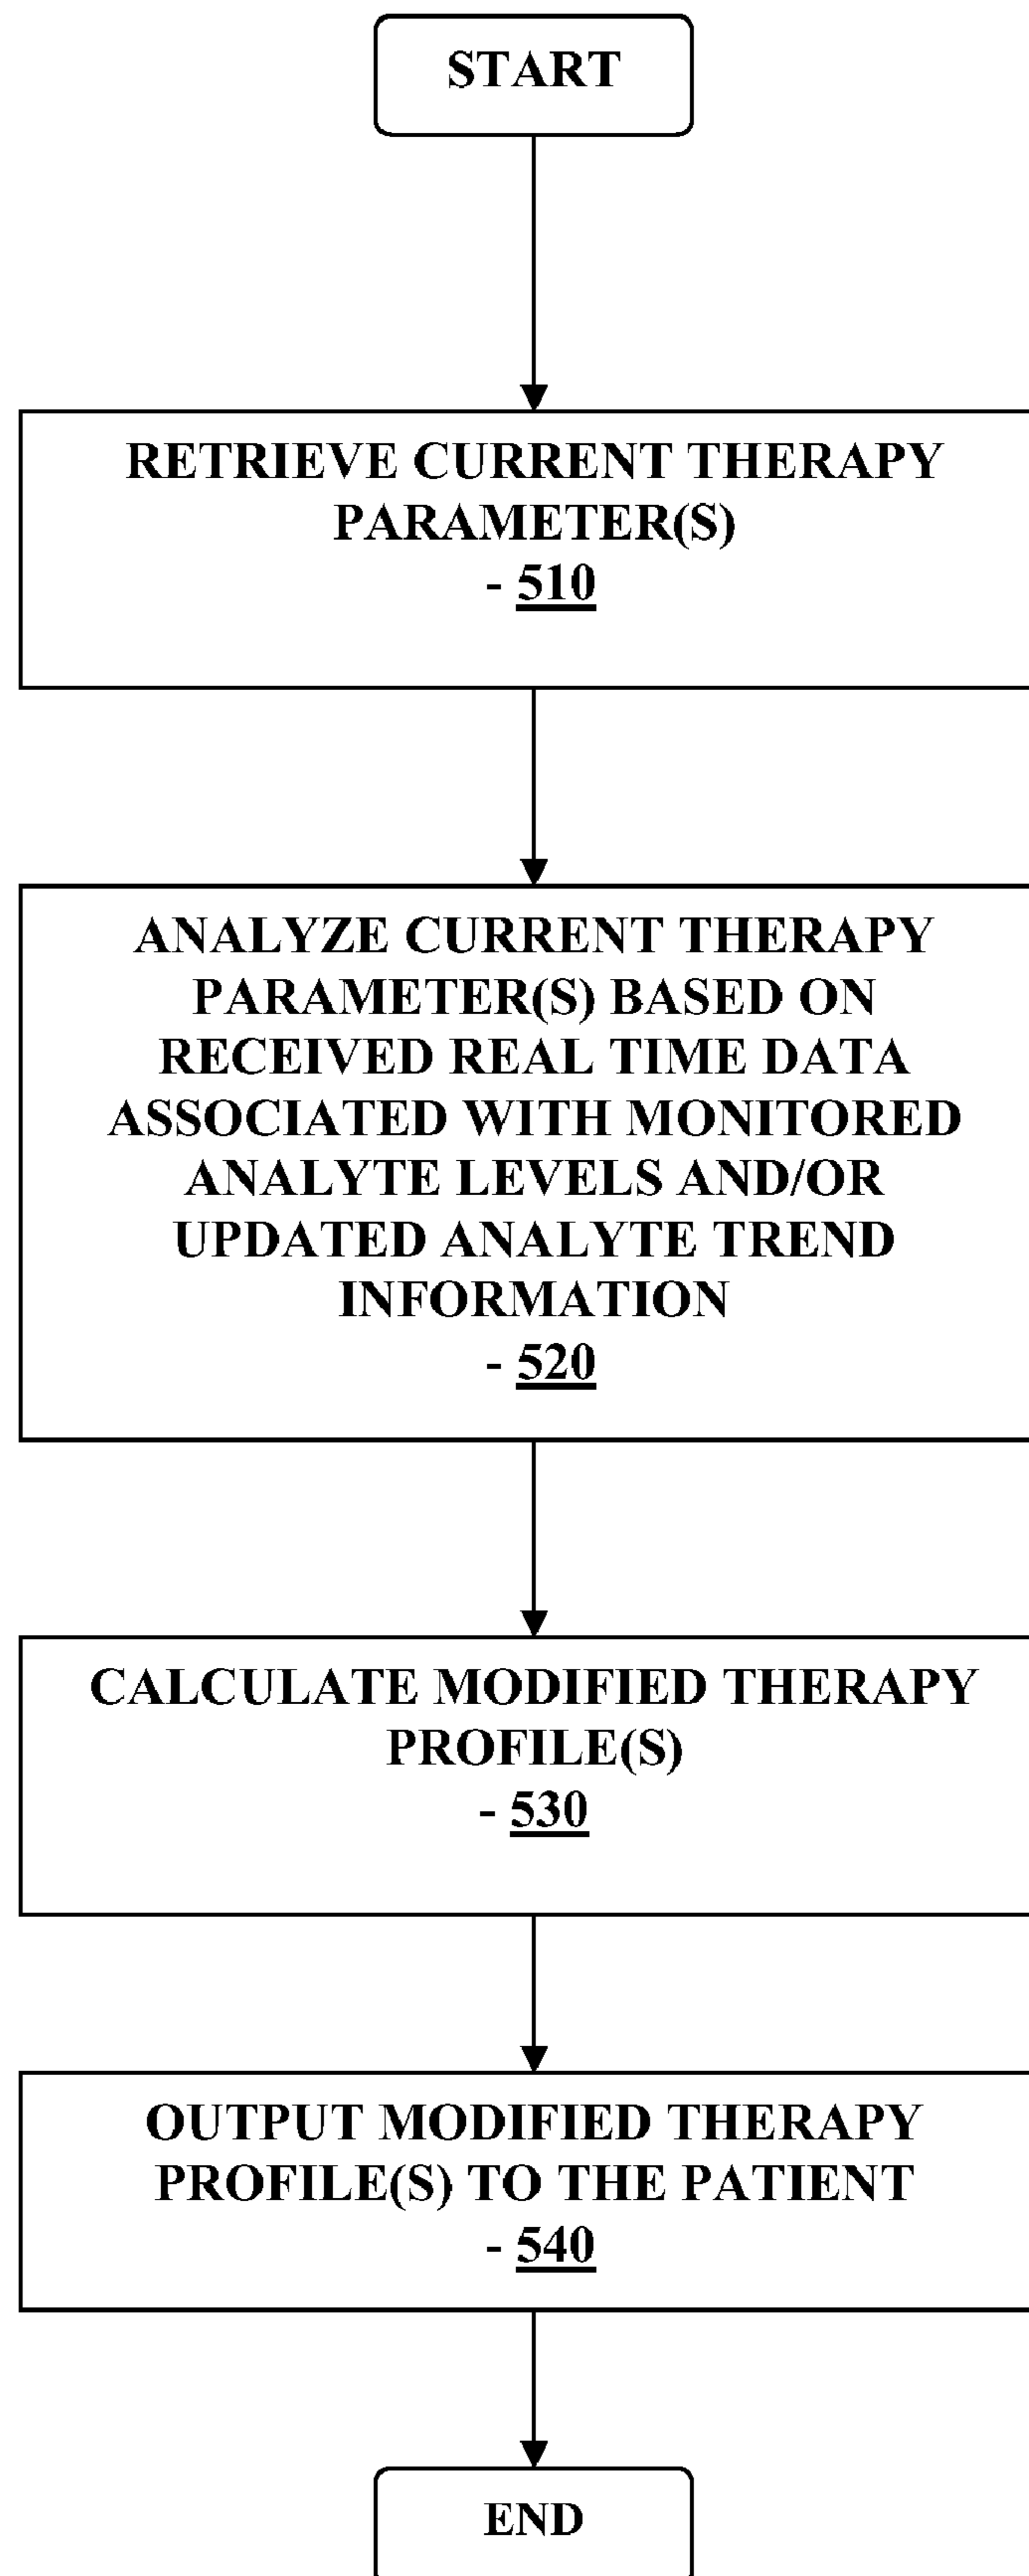 START
RETRIEVE CURRENT THERAPY
PARAMETER(S)
- 510
ANALYZE CURRENT THERAPY
PARAMETER(S) BASED ON
RECEIVED REAL TIME DATA
ASSOCIATED WITH MONITORED
ANALYTE LEVELS AND/OR
UPDATED ANALYTE TREND
INFORMATION
- 520
CALCULATE MODIFIED THERAPY
PROFILE(S)
- 530
OUTPUT MODIFIED THERAPY
PROFILE(S) TO THE PATIENT
- 540
END